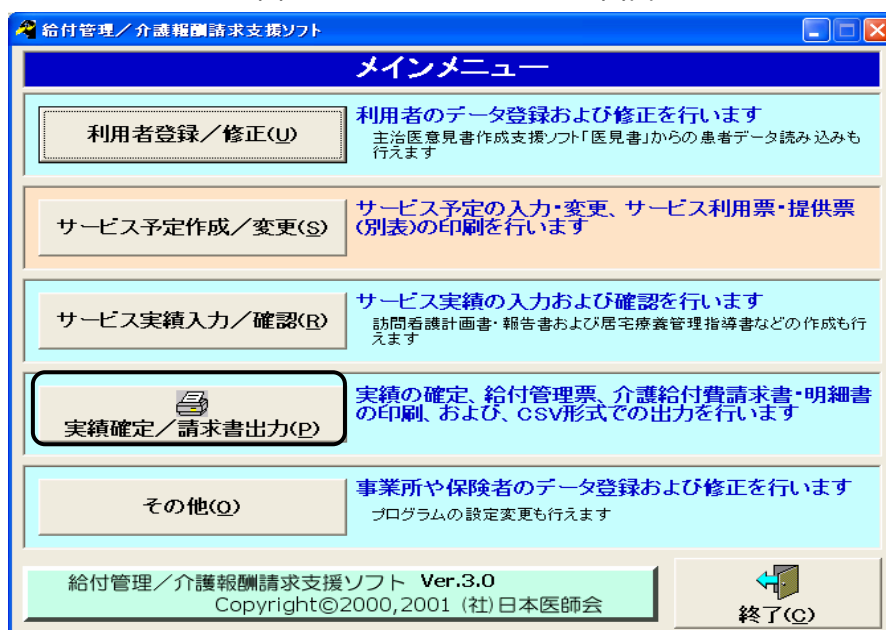 給付管理／介護報酬請求支援ソフト
メインメニュー
利用者登録／修正(U)
利用者のデータ登録および修正を行います
主治医意見書作成支援ソフト「医見書」からの患者データ読み込みも
行えます
サービス予定作成／変更(S)
サービス予定の入力・変更、サービス利用票・提供票
(別表)の印刷を行います
サービス実績入力／確認(R)
サービス実績の入力および確認を行います
訪問看護計画書・報告書および居宅療養管理指導書などの作成も行
えます
実績確定／請求書出力(P)
実績の確定、給付管理票、介護給付費請求書・明細書
の印刷、および、CSV形式での出力を行います
その他(O)
事業所や保険者のデータ登録および修正を行います
プログラムの設定変更も行えます
給付管理／介護報酬請求支援ソフト Ver.3.0
Copyright©2000,2001 (社)日本医師会
終了(C)